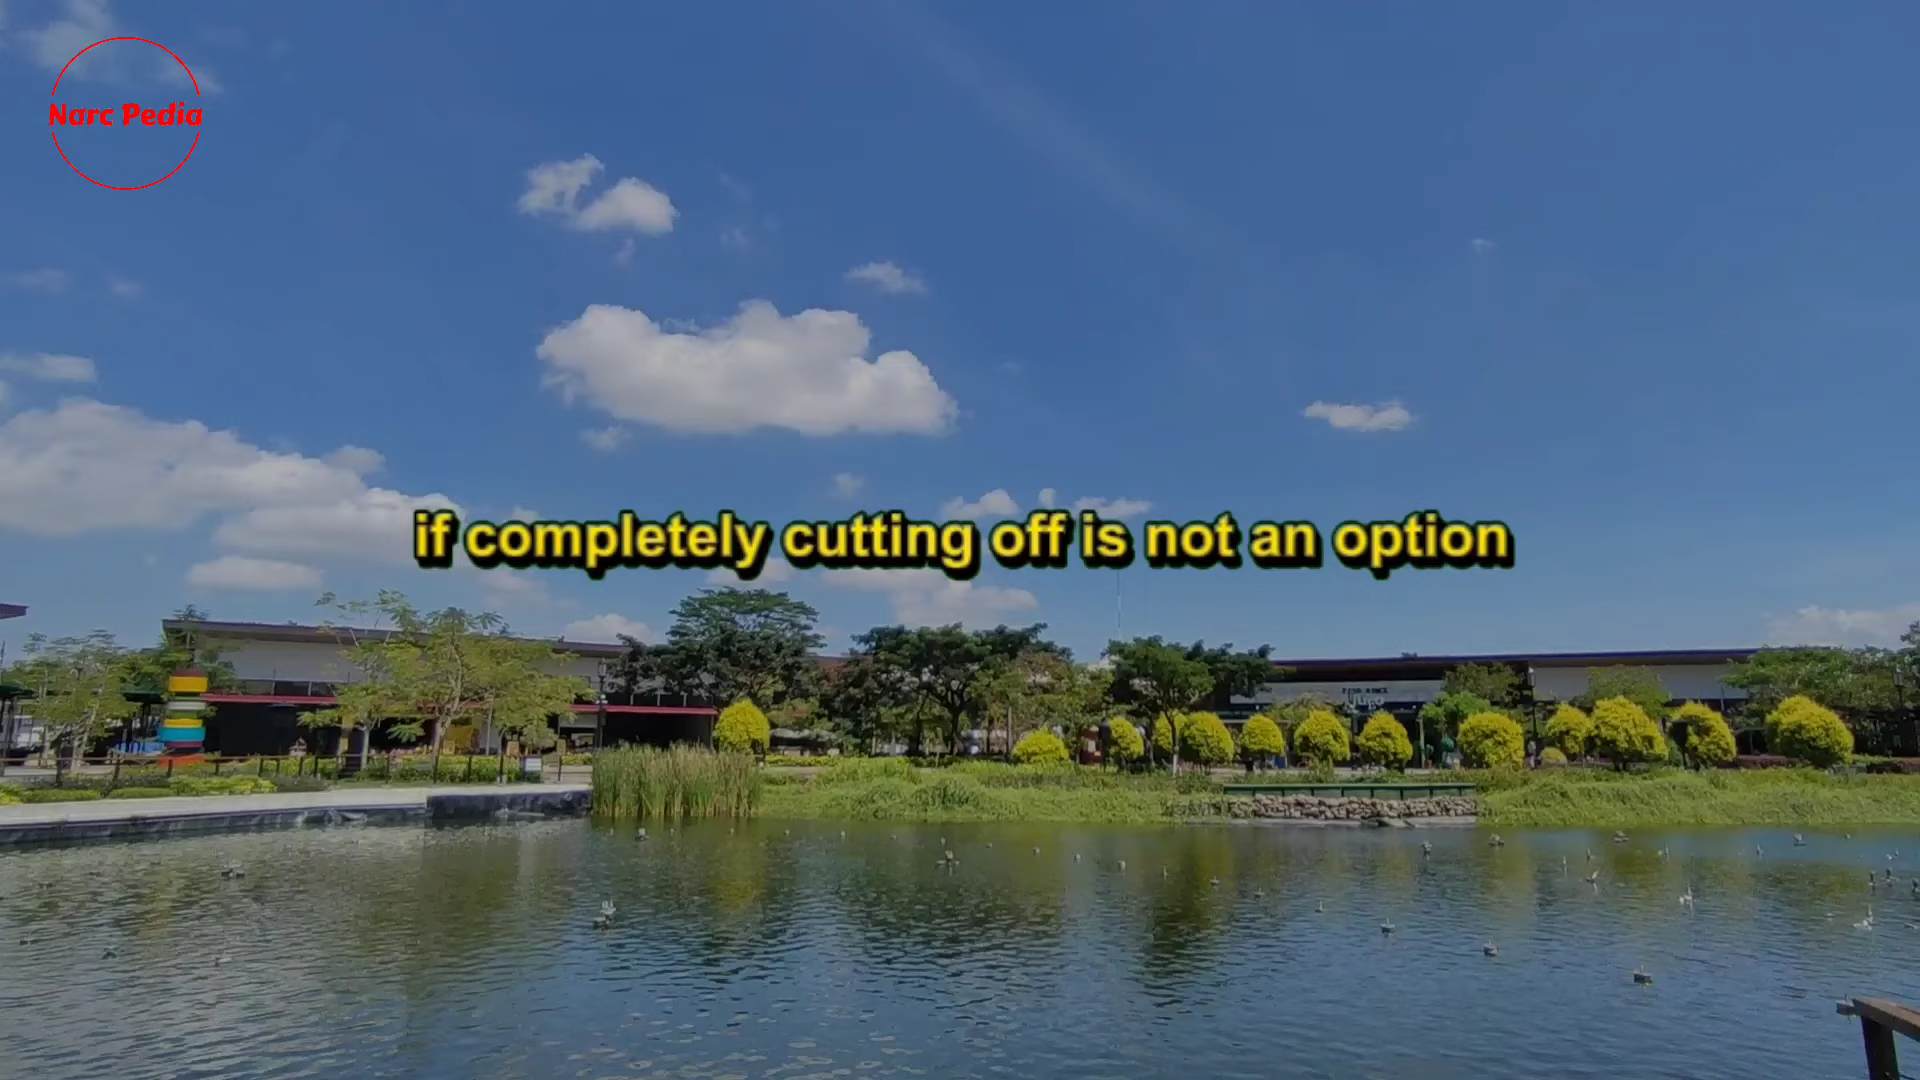 Narc Pedia
if completely cutting off is not an option